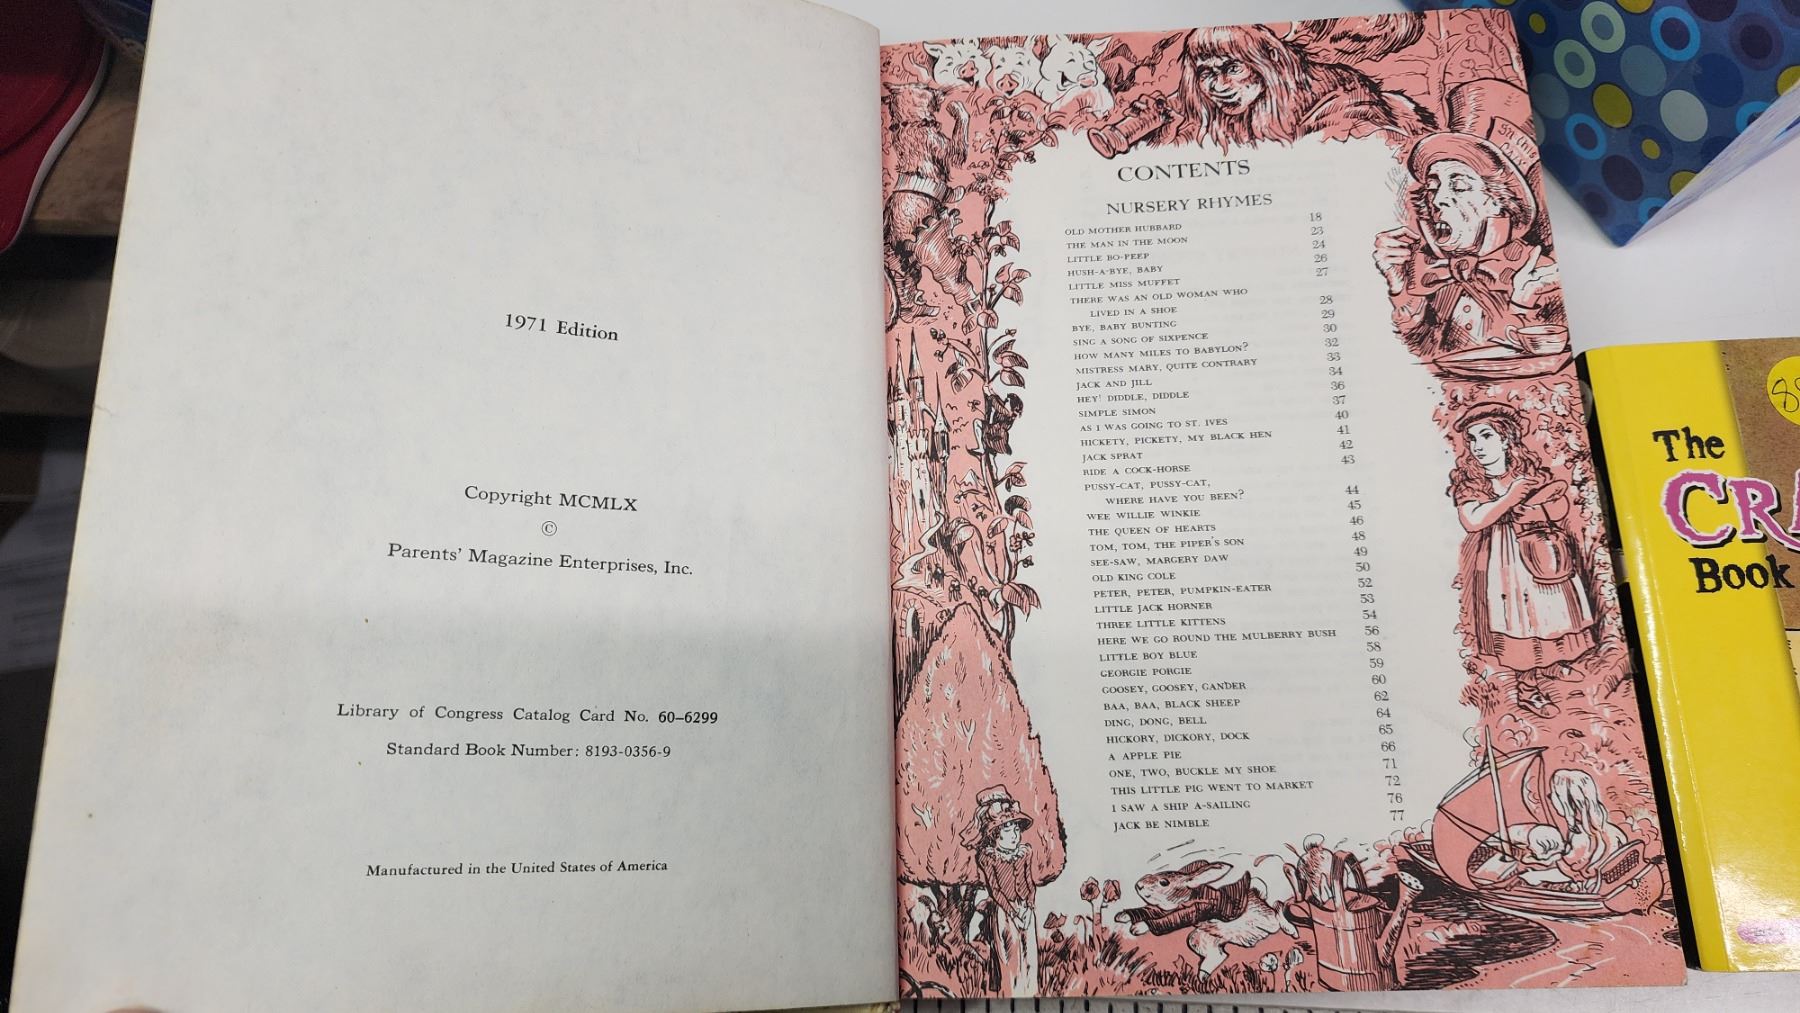 1971 Edition
Copyright MCMLX
©
Parents' Magazine Enterprises, Inc.
Library of Congress Catalog Card No. 60–6299
Standard Book Number: 8193-0356-9
Manufactured in the United States of America
CONTENTS
NURSERY RHYMES
OLD MOTHER HUBBARD 18
THE MAN IN THE MOON 23
LITTLE BO-PEEP 24
HUSH-A-BYE, BABY 26
LITTLE MISS MUFFET 27
THERE WAS AN OLD WOMAN WHO
LIVED IN A SHOE 28
BYE, BABY BUNTING 29
SING A SONG OF SIXPENCE 30
HOW MANY MILES TO BABYLON? 32
MISTRESS MARY, QUITE CONTRARY 33
JACK AND JILL 34
HEY! DIDDLE, DIDDLE 36
SIMPLE SIMON 37
AS I WAS GOING TO ST. IVES 40
HICKETY, PICKETY, MY BLACK HEN 41
JACK SPRAT 42
RIDE A COCK-HORSE 43
PUSSY-CAT, PUSSY-CAT,
WHERE HAVE YOU BEEN? 44
WEE WILLIE WINKIE 45
THE QUEEN OF HEARTS 46
TOM, TOM, THE PIPER'S SON 48
SEE-SAW, MARGERY DAW 49
OLD KING COLE 50
PETER, PETER, PUMPKIN-EATER 52
LITTLE JACK HORNER 53
THREE LITTLE KITTENS 54
HERE WE GO ROUND THE MULBERRY BUSH 56
LITTLE BOY BLUE 58
GEORGIE PORGIE 59
GOOSEY, GOOSEY, GANDER 60
BAA, BAA, BLACK SHEEP 62
DING, DONG, BELL 64
HICKORY, DICKORY, DOCK 65
A APPLE PIE 66
ONE, TWO, BUCKLE MY SHOE 71
THIS LITTLE PIG WENT TO MARKET 72
I SAW A SHIP A-SAILING 76
JACK BE NIMBLE 77
The
CRA
Book